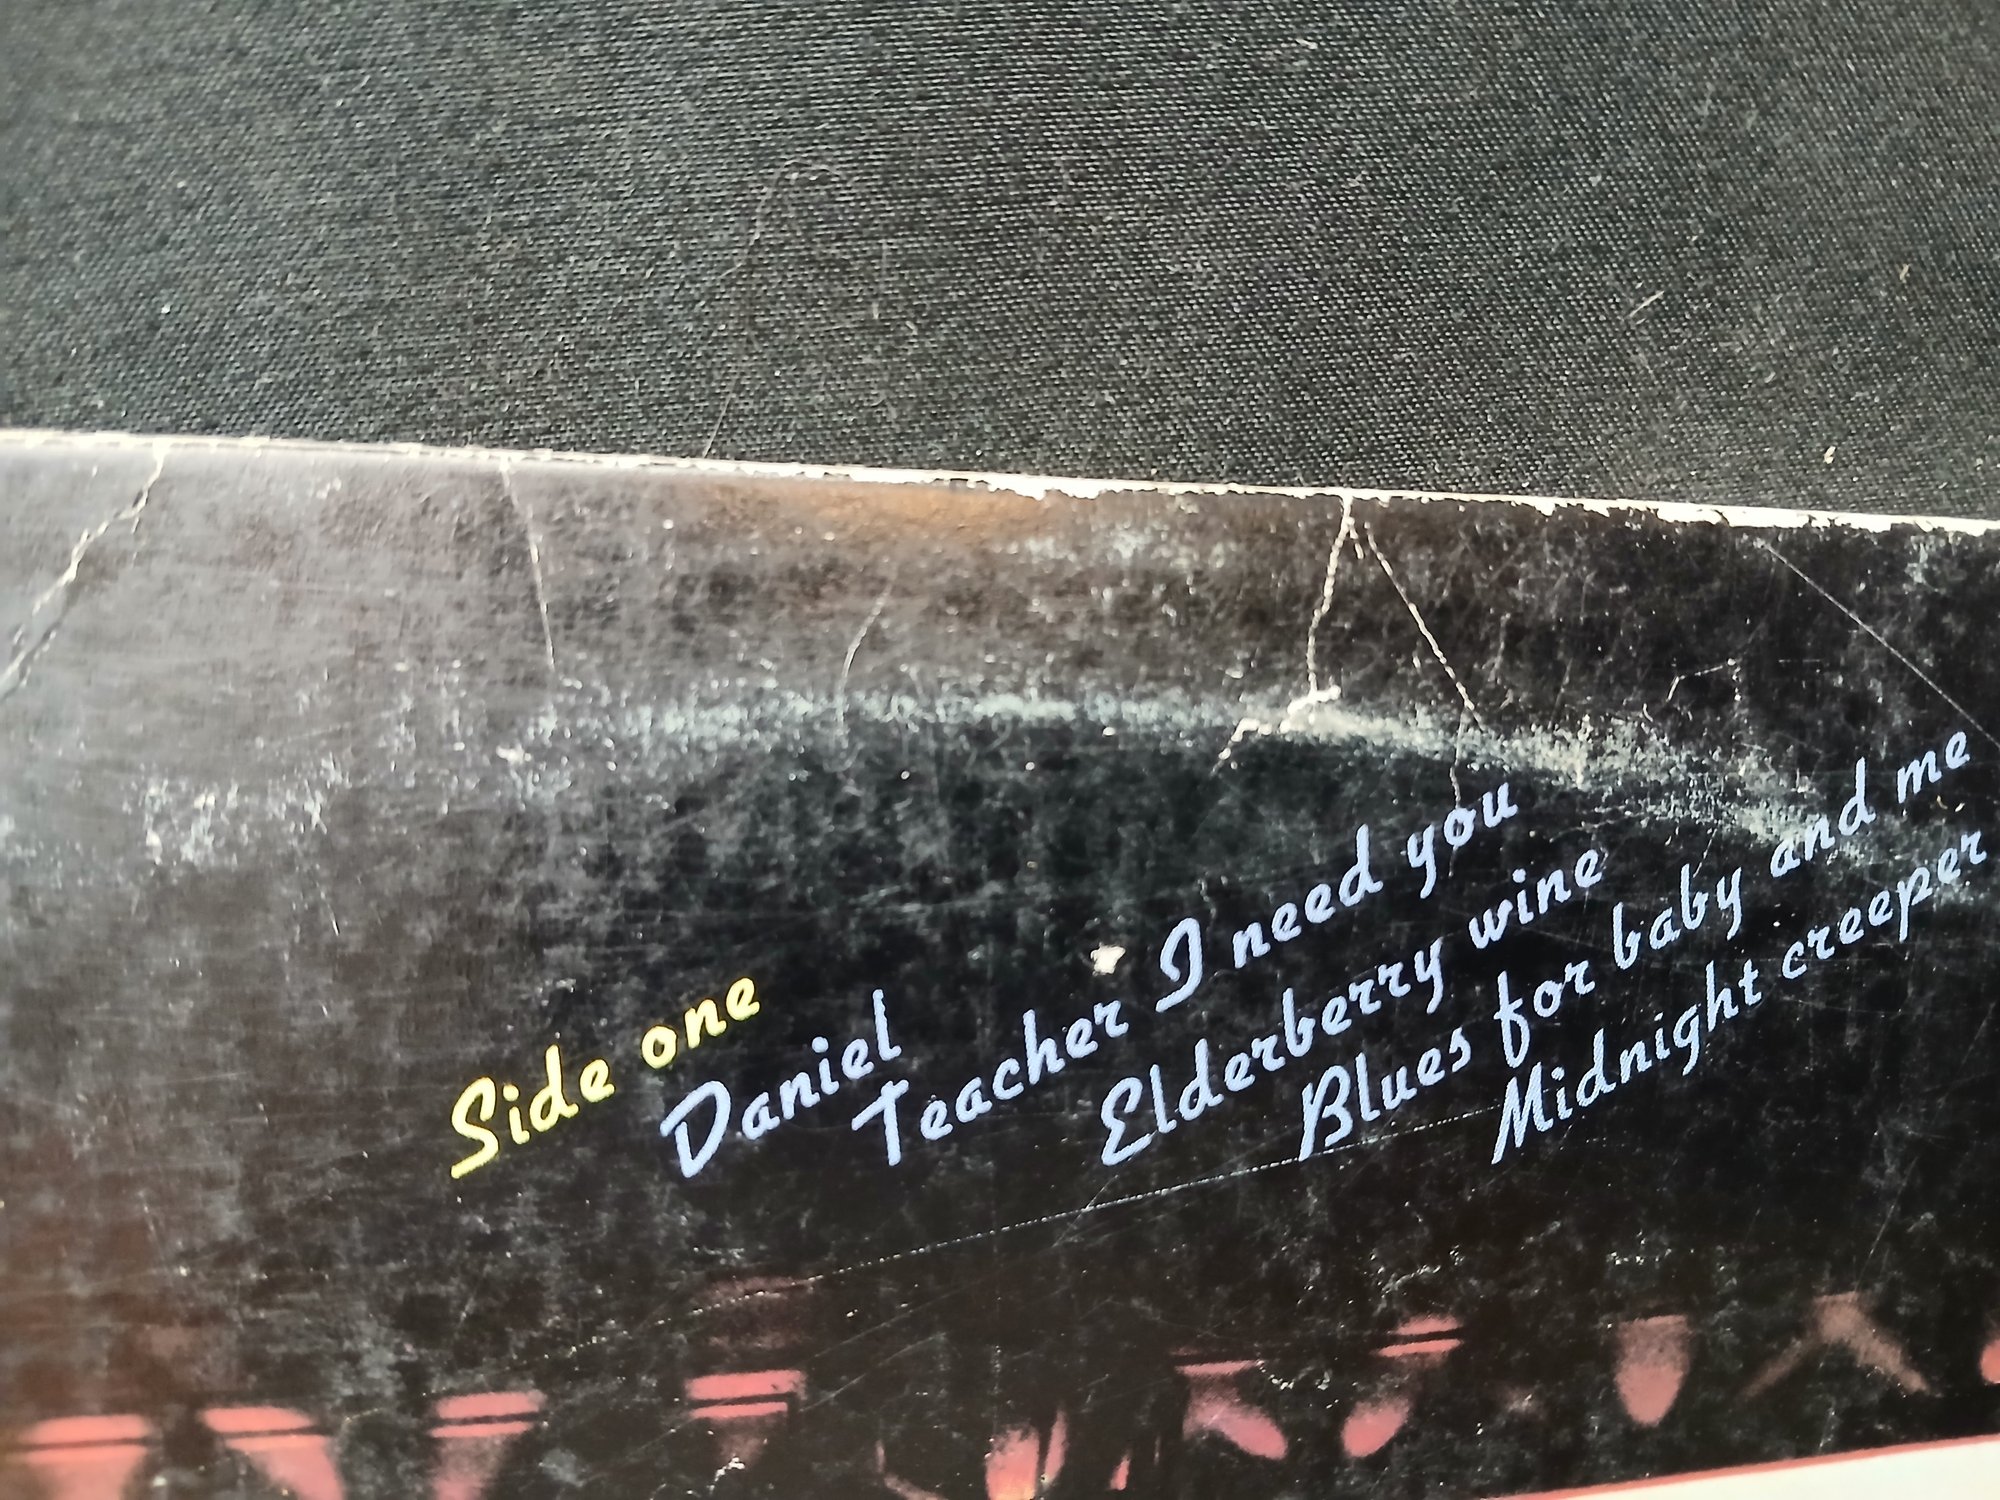 Side one
Daniel
Teacher I need you
Elderberry wine
Blues for baby and me
Midnight creeper